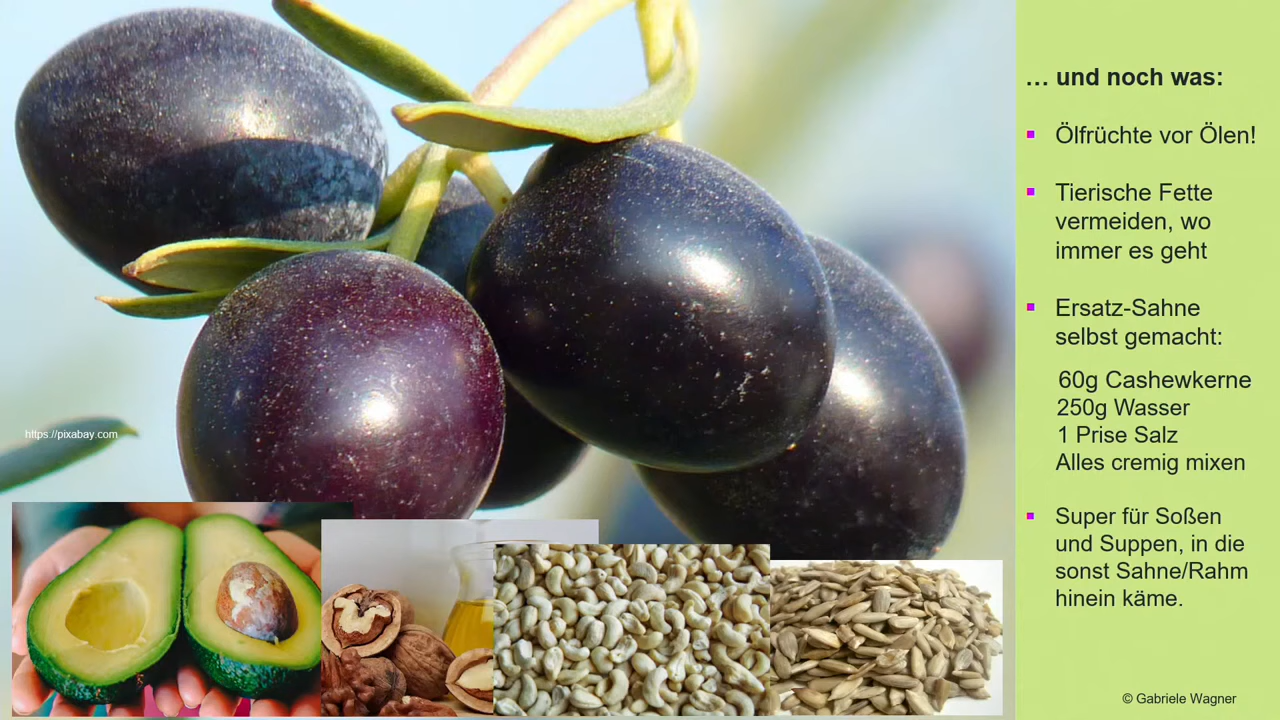 … und noch was:
▪ Ölfrüchte vor Ölen!
▪ Tierische Fette
vermeiden, wo
immer es geht
▪ Ersatz-Sahne
selbst gemacht:
60g Cashewkerne
250g Wasser
1 Prise Salz
Alles cremig mixen
▪ Super für Soßen
und Suppen, in die
sonst Sahne/Rahm
hinein käme.
https://pixabay.com
© Gabriele Wagner